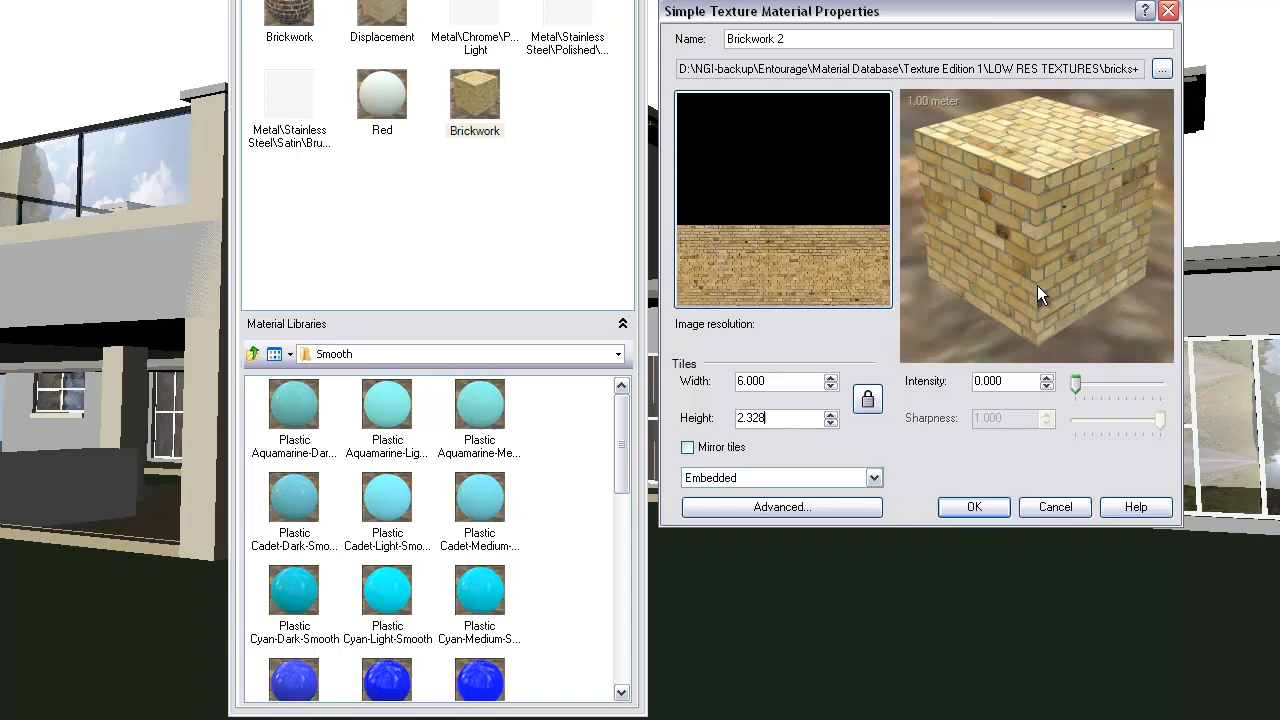 Brickwork
Displacement
Metal\Chrome\P...
Light
Metal\Stainless
Steel\Polished\...
Metal\Stainless
Steel\Satin\Bru...
Red
Brickwork
Material Libraries
Smooth
Plastic
Aquamarine-Dar...
Plastic
Aquamarine-Lig...
Plastic
Aquamarine-Me...
Plastic
Cadet-Dark-Smo...
Plastic
Cadet-Light-Smo...
Plastic
Cadet-Medium-...
Plastic
Cyan-Dark-Smooth
Plastic
Cyan-Light-Smooth
Plastic
Cyan-Medium-S...
Simple Texture Material Properties
Name:
Brickwork 2
D:\NGI-backup\Entourage\Material Database\Texture Edition 1\LOW RES TEXTURES\bricks+
...
1.00 meter
Image resolution:
Tiles
Width:
6.000
Height:
2.328
Intensity:
0.000
Sharpness:
1.000
Mirror tiles
Embedded
Advanced...
OK
Cancel
Help